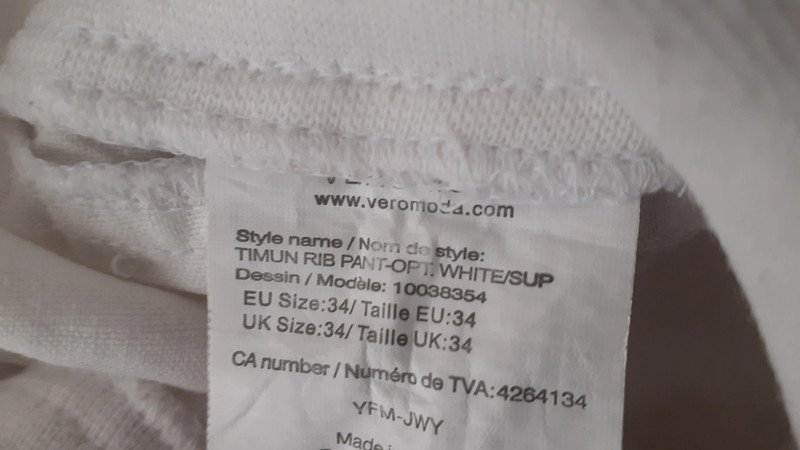 www.veromoda.com
Style name / Nom de style:
TIMUN RIB PANT-OPT. WHITE/SUP
Dessin / Modèle: 10038354
EU Size:34/ Taille EU:34
UK Size:34/ Taille UK:34
CA number / Numéro de TVA:4264134
YFM-JWY
Made